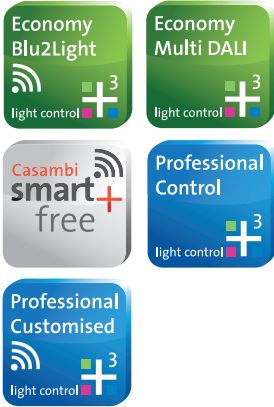 Economy
Blu2Light
3
light control
Economy
Multi DALI
3
light control
Casambi
smart+
free
Professional
Control
3
light control
Professional
Customised
3
light control